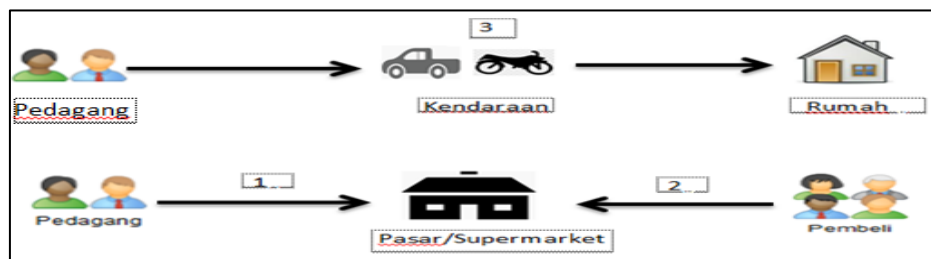 3
Pedagang
Kendaraan
Rumah
1
2
Pedagang
Pasar/Supermarket
Pembeli